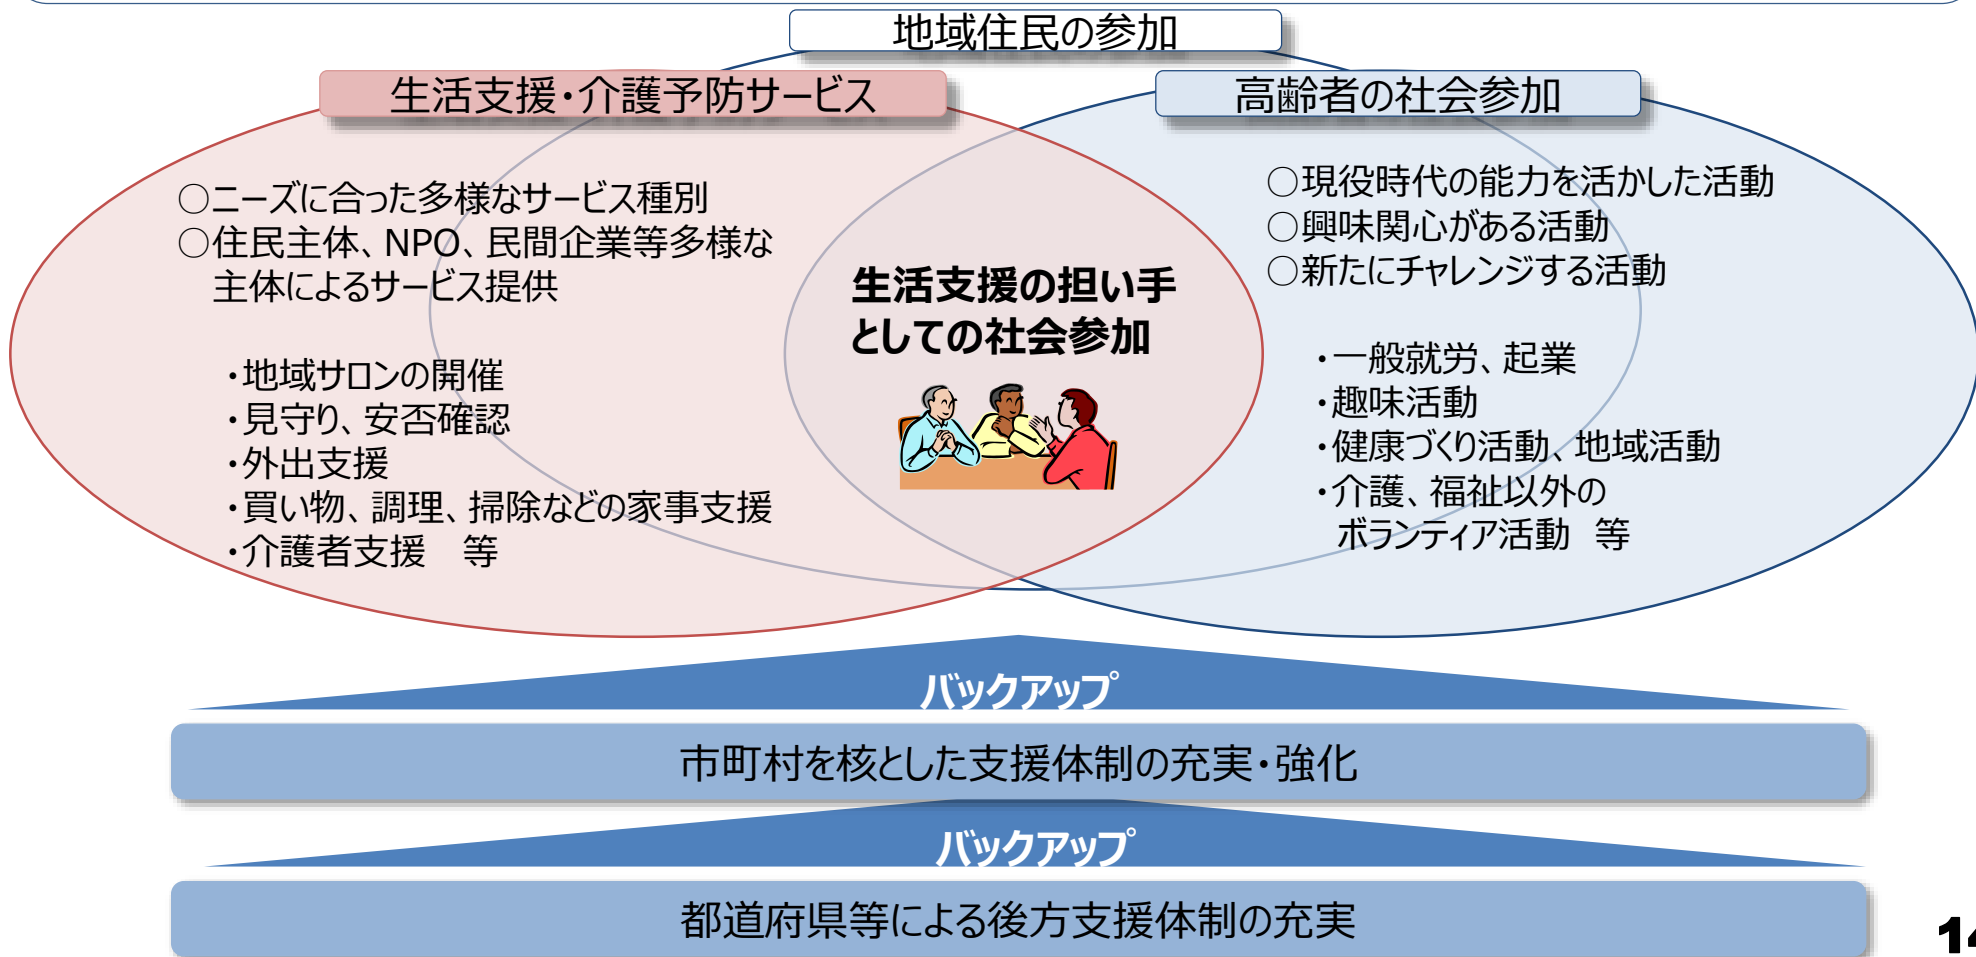 地域住民の参加
生活支援・介護予防サービス
高齢者の社会参加
○ニーズに合った多様なサービス種別
○住民主体、NPO、民間企業等多様な
主体によるサービス提供
・地域サロンの開催
・見守り、安否確認
・外出支援
・買い物、調理、掃除などの家事支援
・介護者支援　等
生活支援の担い手
としての社会参加
○現役時代の能力を活かした活動
○興味関心がある活動
○新たにチャレンジする活動
・一般就労、起業
・趣味活動
・健康づくり活動、地域活動
・介護、福祉以外の
ボランティア活動　等
バックアップ
市町村を核とした支援体制の充実・強化
バックアップ
都道府県等による後方支援体制の充実
14